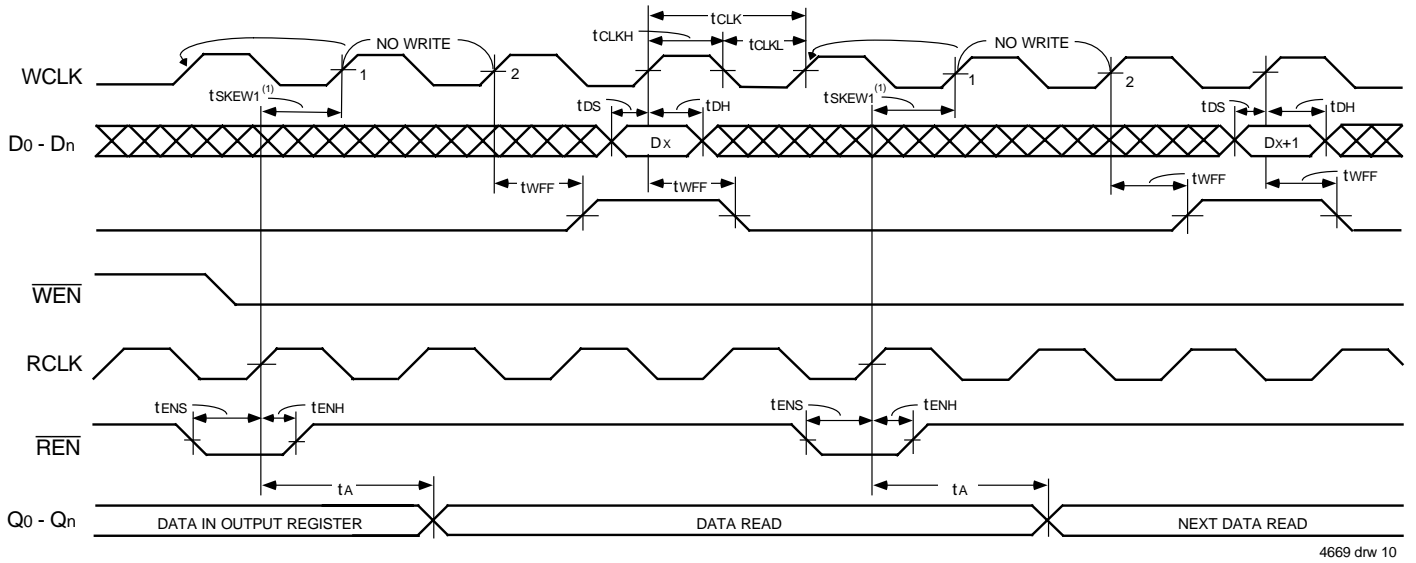 tCLK
tCLKH tCLKL
NO WRITE NO WRITE
WCLK 1 2 1 2
tSKEW1(1) tDS tDH tSKEW1(1) tDS tDH
D0 - Dn DX DX+1
tWFF tWFF tWFF tWFF
WEN
RCLK
tENS tENH tENS tENH
REN
tA tA
Q0 - Qn DATA IN OUTPUT REGISTER DATA READ NEXT DATA READ
4669 drw 10